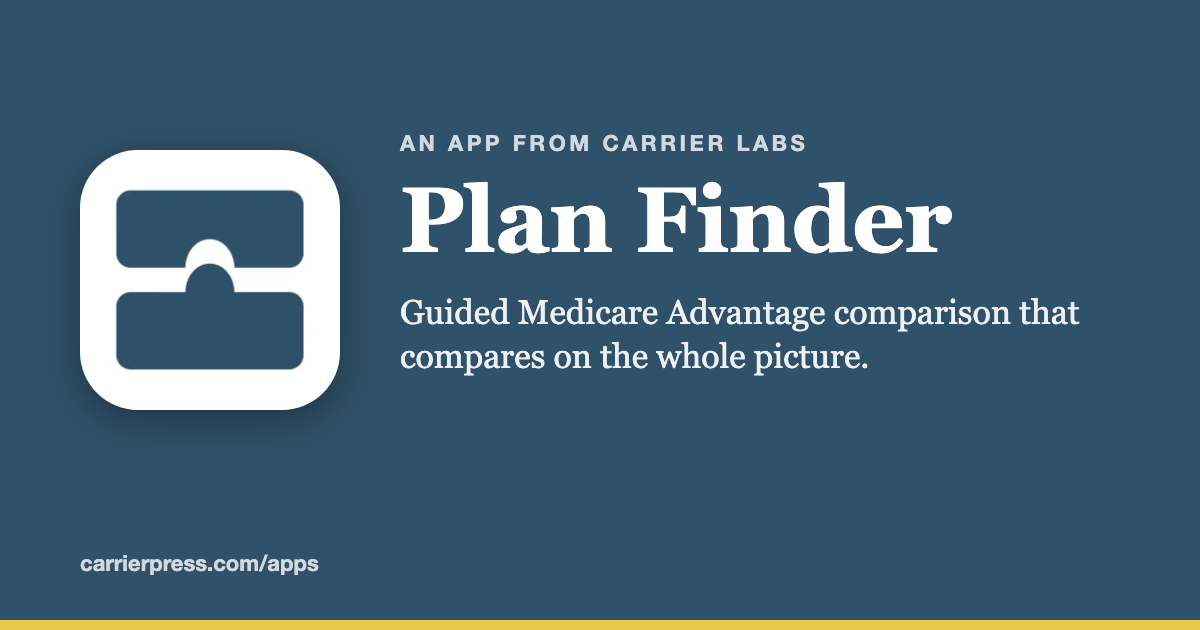 AN APP FROM CARRIER LABS
Plan Finder
Guided Medicare Advantage comparison that
compares on the whole picture.
carrierpress.com/apps